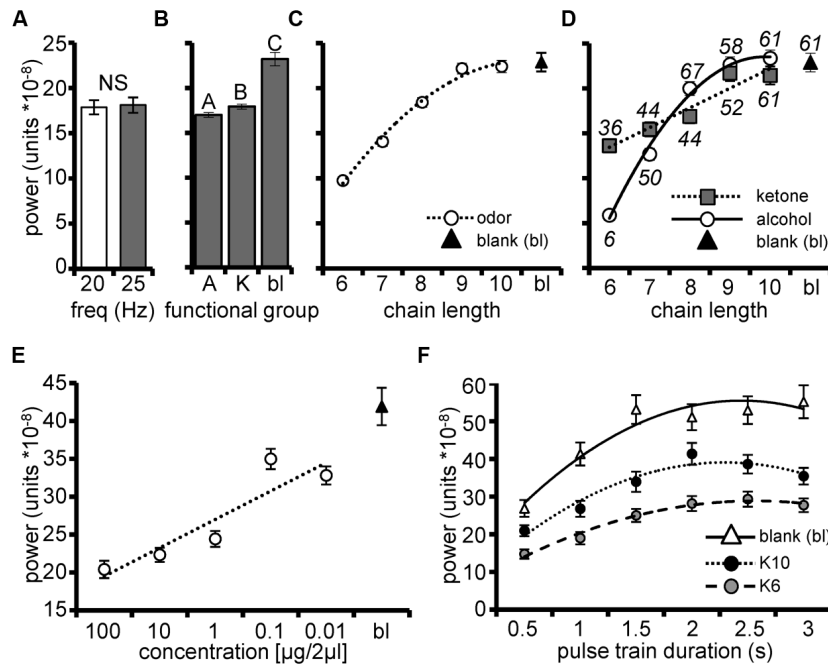 A
B
C
D
power (units *10⁻⁸)
25
20
15
10
5
0
NS
20 25
freq (Hz)
A
B
C
A K bl
functional group
odor
blank (bl)
6 7 8 9 10 bl
chain length
36
44
67
58
61
61
6
50
44
52
61
ketone
alcohol
blank (bl)
6 7 8 9 10 bl
chain length
E
power (units *10⁻⁸)
45
40
35
30
25
20
15
100 10 1 0.1 0.01 bl
concentration [µg/2µl]
F
power (units *10⁻⁸)
60
50
40
30
20
10
0
blank (bl)
K10
K6
0.5 1 1.5 2 2.5 3
pulse train duration (s)